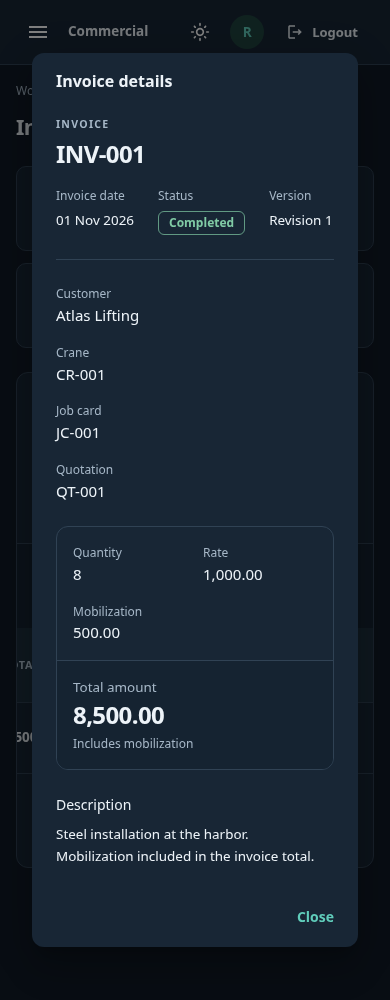 Commercial
R
Logout
Invoice details
INVOICE
INV-001
Invoice date
Status
Version
01 Nov 2026
Completed
Revision 1
Customer
Atlas Lifting
Crane
CR-001
Job card
JC-001
Quotation
QT-001
Quantity
Rate
8
1,000.00
Mobilization
500.00
Total amount
8,500.00
Includes mobilization
Description
Steel installation at the harbor.
Mobilization included in the invoice total.
Close